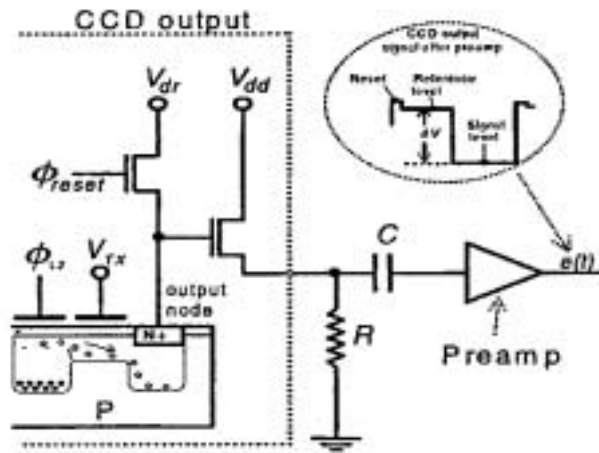 CCD output
CCD output
signal after preamp
Reset
Reference
level
dV
Signal
level
Vdr
Vdd
ϕreset
C
e(t)
VTX
output
node
N+
R
Preamp
P